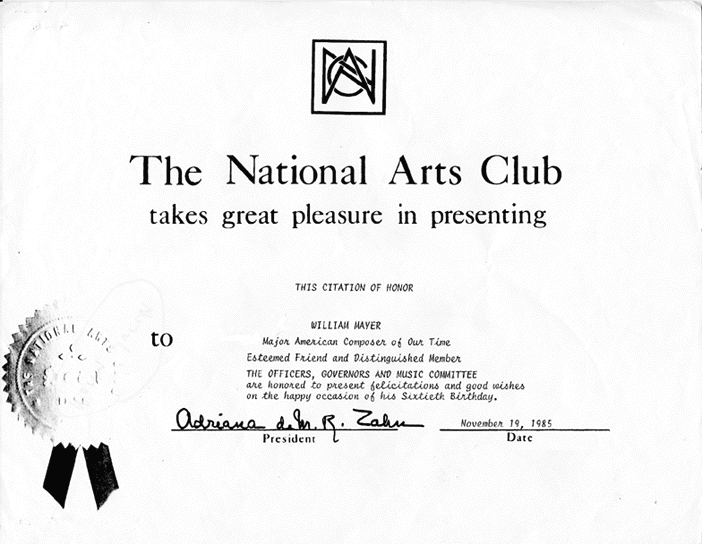 NAC
The National Arts Club
takes great pleasure in presenting
THIS CITATION OF HONOR
to
WILLIAM MAYER
Major American Composer of Our Time
Esteemed Friend and Distinguished Member
THE OFFICERS, GOVERNORS AND MUSIC COMMITTEE
are honored to present felicitations and good wishes
on the happy occasion of his Sixtieth Birthday.
Adriana de M. R. Zahn
President
November 19, 1985
Date
NATIONAL ARTS